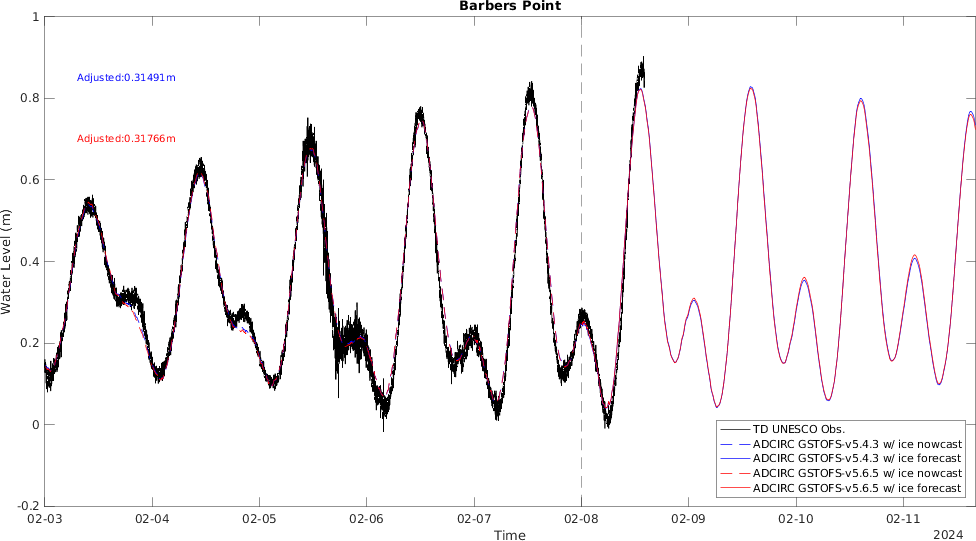 Barbers Point
1
0.8
0.6
0.4
0.2
0
-0.2
Water Level (m)
Adjusted:0.31491m
Adjusted:0.31766m
TD UNESCO Obs.
ADCIRC GSTOFS-v5.4.3 w/ ice nowcast
ADCIRC GSTOFS-v5.4.3 w/ ice forecast
ADCIRC GSTOFS-v5.6.5 w/ ice nowcast
ADCIRC GSTOFS-v5.6.5 w/ ice forecast
02-03 02-04 02-05 02-06 02-07 02-08 02-09 02-10 02-11
Time
2024